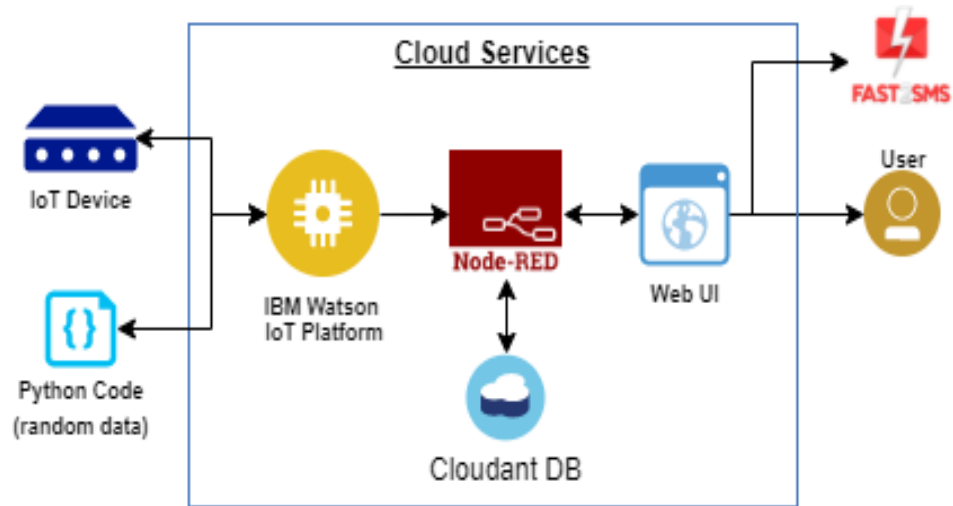 Cloud Services
FAST2SMS
IoT Device
User
Node-RED
IBM Watson
IoT Platform
Web UI
{ }
Python Code
(random data)
Cloudant DB